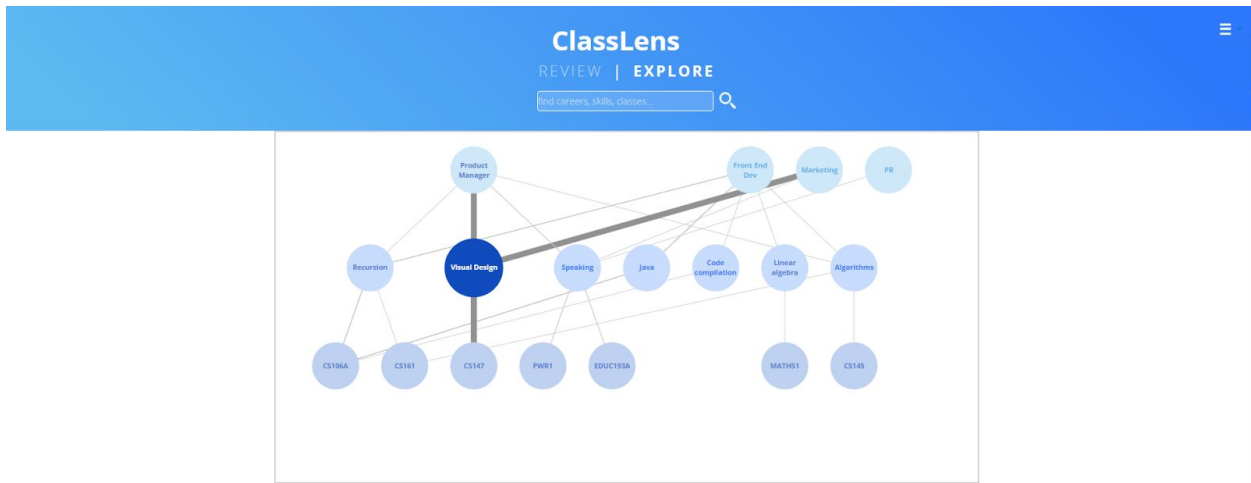 ClassLens
REVIEW | EXPLORE
find careers, skills, classes...
Product
Manager
Front End
Dev
Marketing
PR
Recursion
Visual Design
Speaking
Java
Code
compilation
Linear
algebra
Algorithms
CS106A
CS161
CS147
PWR1
EDUC193A
MATH51
CS145